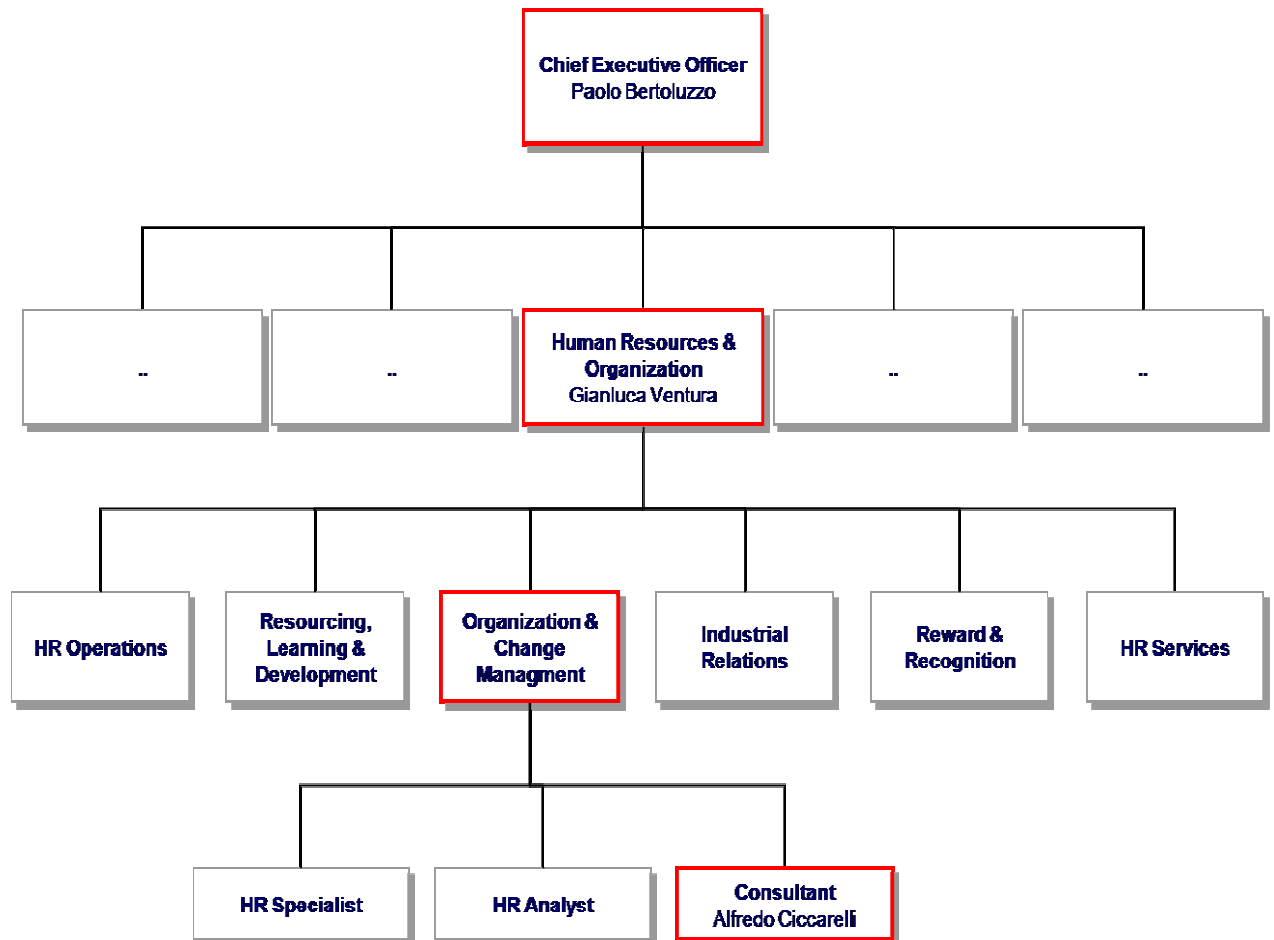 Chief Executive Officer
Paolo Bertoluzzo
--
--
Human Resources &
Organization
Gianluca Ventura
--
--
HR Operations
Resourcing,
Learning &
Development
Organization &
Change
Managment
Industrial
Relations
Reward &
Recognition
HR Services
HR Specialist
HR Analyst
Consultant
Alfredo Ciccarelli